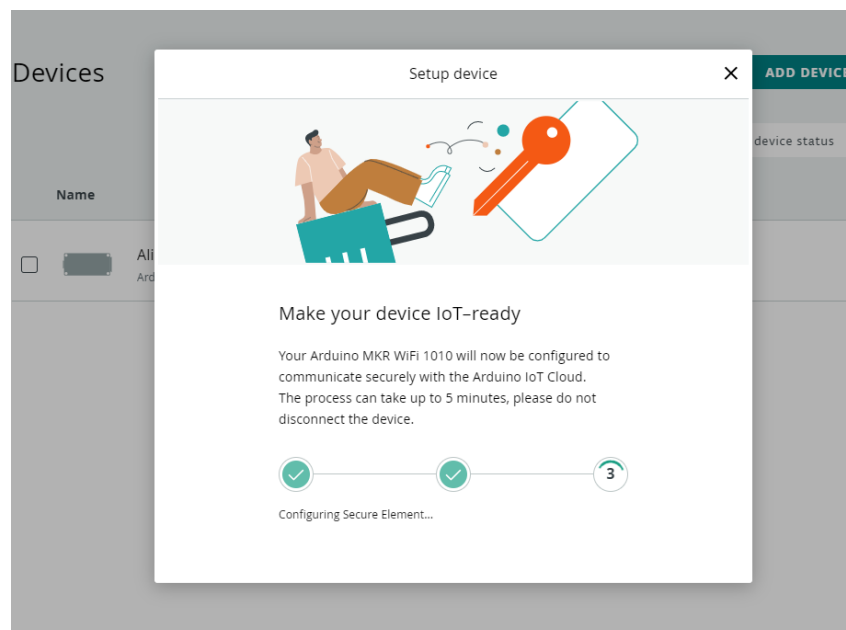 Devices
Setup device
ADD DEVICE
device status
Name
Ali
Ard
Make your device IoT–ready
Your Arduino MKR WiFi 1010 will now be configured to
communicate securely with the Arduino IoT Cloud.
The process can take up to 5 minutes, please do not
disconnect the device.
3
Configuring Secure Element...